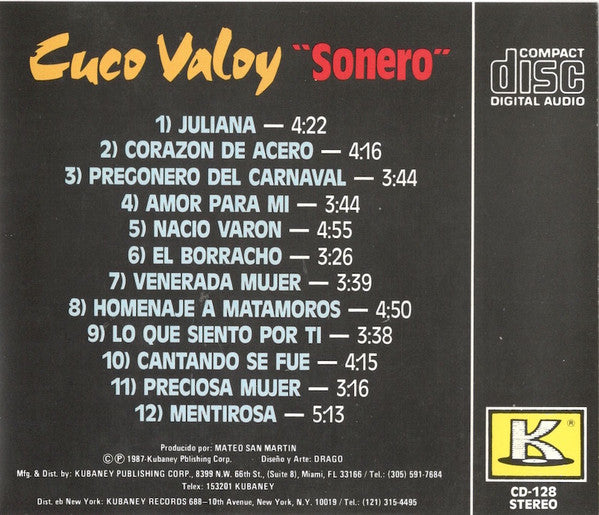 Cuco Valoy "Sonero"
COMPACT
disc
DIGITAL AUDIO
1) JULIANA — 4:22
2) CORAZON DE ACERO — 4:16
3) PREGONERO DEL CARNAVAL — 3:44
4) AMOR PARA MI — 3:44
5) NACIO VARON — 4:55
6) EL BORRACHO — 3:26
7) VENERADA MUJER — 3:39
8) HOMENAJE A MATAMOROS — 4:50
9) LO QUE SIENTO POR TI — 3:38
10) CANTANDO SE FUE — 4:15
11) PRECIOSA MUJER — 3:16
12) MENTIROSA — 5:13
Producido por: MATEO SAN MARTIN
© ℗ 1987-Kubaney Pblishing Corp. Diseño y Arte: DRAGO
Mfg. & Dist. by: KUBANEY PUBLISHING CORP., 8399 N.W. 66th St., (Suite 8), Miami, FL 33166 / Tel.: (305) 591-7684
Telex: 153201 KUBANEY
Dist. eb New York: KUBANEY RECORDS 688-10th Avenue, New York, N.Y. 10019 / Tel.: (121) 315-4495
K®
CD-128
STEREO